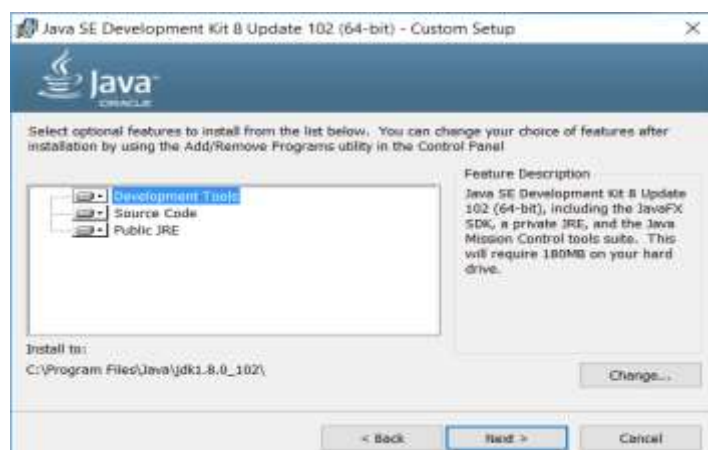 Java SE Development Kit 8 Update 102 (64-bit) - Custom Setup
Java
ORACLE
Select optional features to install from the list below. You can change your choice of features after
installation by using the Add/Remove Programs utility in the Control Panel
Development Tools
Source Code
Public JRE
Feature Description
Java SE Development Kit 8 Update
102 (64-bit), including the JavaFX
SDK, a private JRE, and the Java
Mission Control tools suite. This
will require 180MB on your hard
drive.
Install to:
C:\Program Files\Java\jdk1.8.0_102\
Change...
< Back
Next >
Cancel